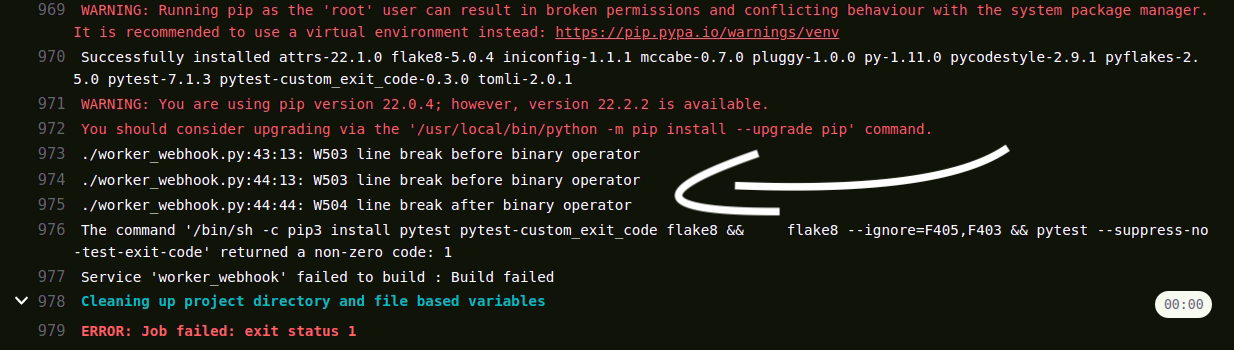 969 WARNING: Running pip as the 'root' user can result in broken permissions and conflicting behaviour with the system package manager.
It is recommended to use a virtual environment instead: https://pip.pypa.io/warnings/venv
970 Successfully installed attrs-22.1.0 flake8-5.0.4 iniconfig-1.1.1 mccabe-0.7.0 pluggy-1.0.0 py-1.11.0 pycodestyle-2.9.1 pyflakes-2.
5.0 pytest-7.1.3 pytest-custom_exit_code-0.3.0 tomli-2.0.1
971 WARNING: You are using pip version 22.0.4; however, version 22.2.2 is available.
972 You should consider upgrading via the '/usr/local/bin/python -m pip install --upgrade pip' command.
973 ./worker_webhook.py:43:13: W503 line break before binary operator
974 ./worker_webhook.py:44:13: W503 line break before binary operator
975 ./worker_webhook.py:44:44: W504 line break after binary operator
976 The command '/bin/sh -c pip3 install pytest pytest-custom_exit_code flake8 &&     flake8 --ignore=F405,F403 && pytest --suppress-no
-test-exit-code' returned a non-zero code: 1
977 Service 'worker_webhook' failed to build : Build failed
978 Cleaning up project directory and file based variables 00:00
979 ERROR: Job failed: exit status 1